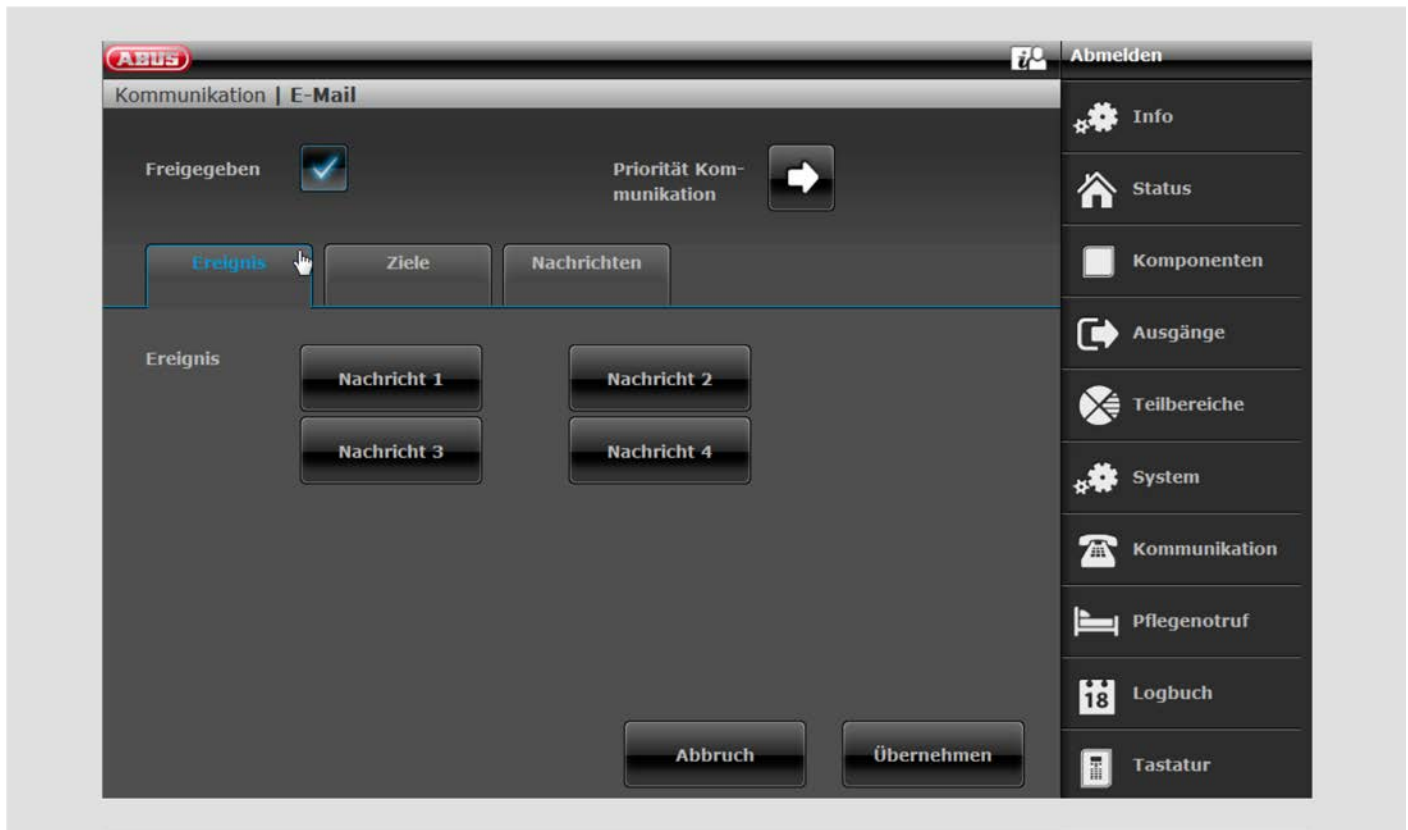 ABUS
Abmelden
Kommunikation | E-Mail
Freigegeben
Priorität Kom-
munikation
Ereignis
Ziele
Nachrichten
Ereignis
Nachricht 1
Nachricht 2
Nachricht 3
Nachricht 4
Abbruch
Übernehmen
Info
Status
Komponenten
Ausgänge
Teilbereiche
System
Kommunikation
Pflegenotruf
18
Logbuch
Tastatur